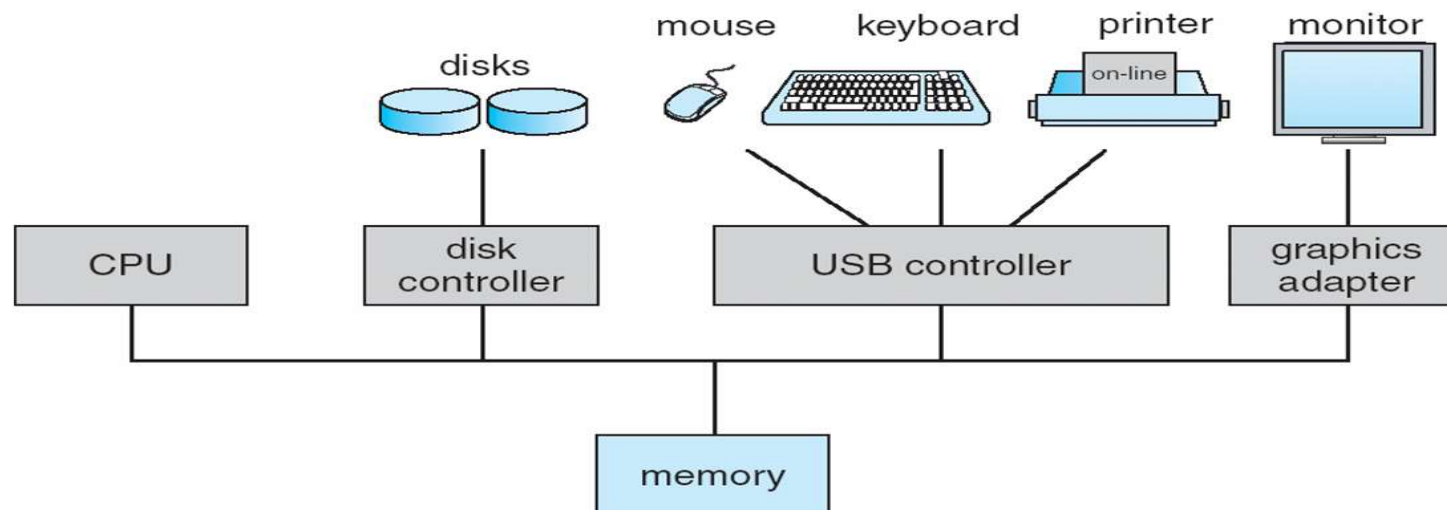 mouse
keyboard
printer
monitor
disks
on-line
CPU
disk
controller
USB controller
graphics
adapter
memory